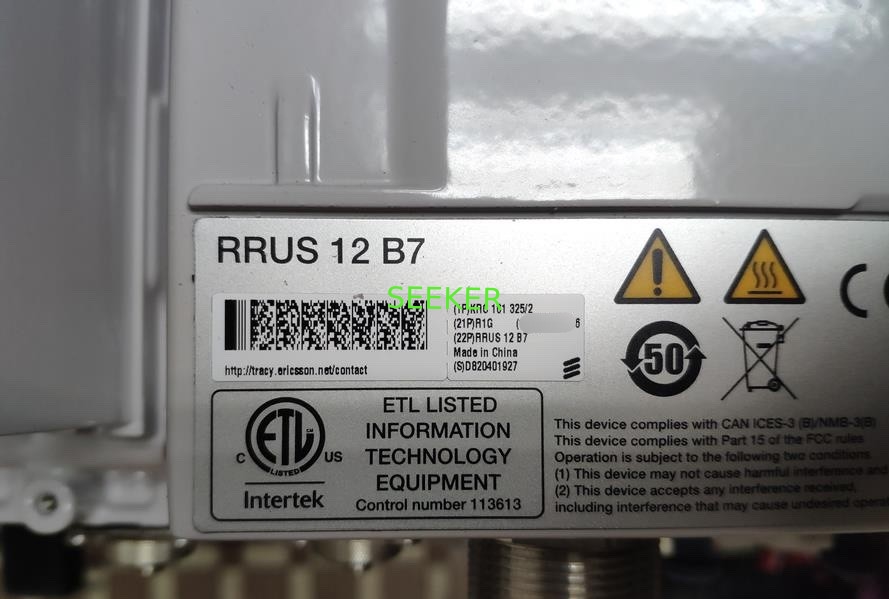 RRUS 12 B7
SEEKER
(1P)KRC 161 325/2
(21P)R1G ( 6
(22P)RRUS 12 B7
Made in China
(S)D820401927
http://tracy.ericsson.net/contact
50
ETL
CM
LISTED
C US
Intertek
ETL LISTED
INFORMATION
TECHNOLOGY
EQUIPMENT
Control number 113613
This device complies with CAN ICES-3 (B)/NMB-3(B)
This device complies with Part 15 of the FCC rules
Operation is subject to the following two conditions
(1) This device may not cause harmful interference and
(2) This device accepts any interference received,
including interference that may cause undesired opera